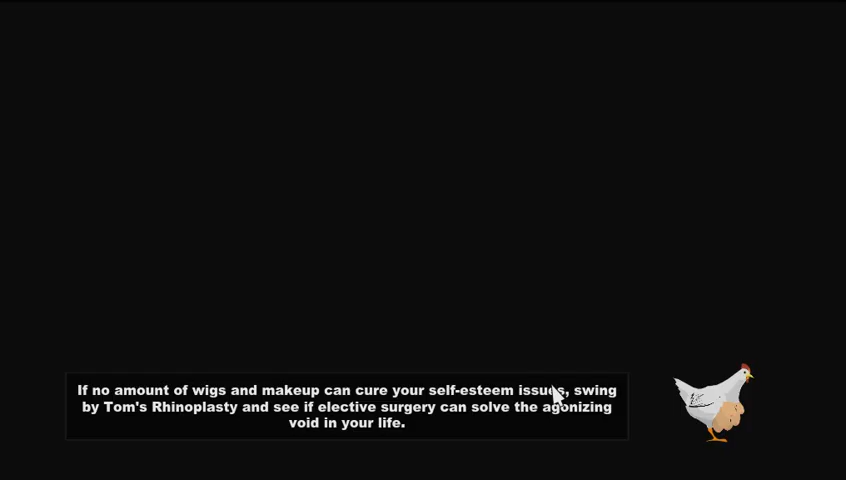 If no amount of wigs and makeup can cure your self-esteem issues, swing
by Tom's Rhinoplasty and see if elective surgery can solve the agonizing
void in your life.